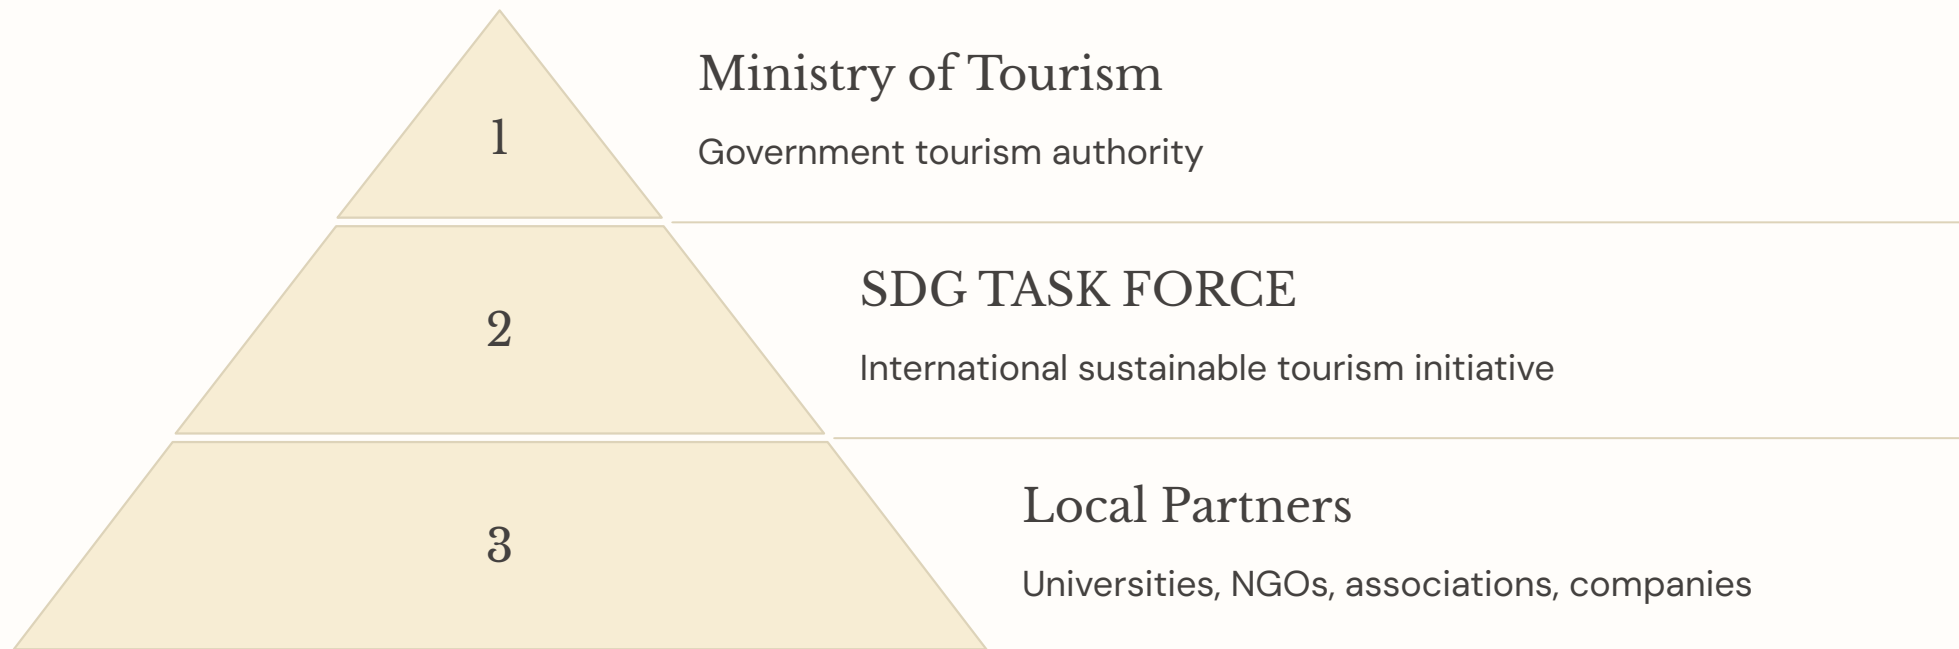 1
Ministry of Tourism
Government tourism authority
2
SDG TASK FORCE
International sustainable tourism initiative
3
Local Partners
Universities, NGOs, associations, companies